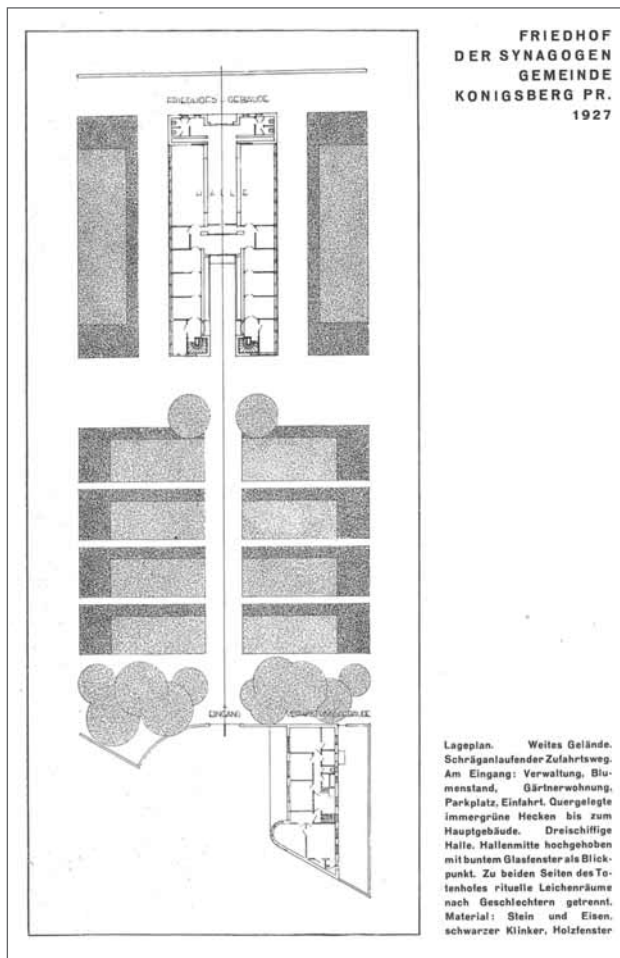 FRIEDHOF
DER SYNAGOGEN
GEMEINDE
KONIGSBERG PR.
1927
FRIEDHOFS-GEBÄUDE
HALLE
EINGANG
VERWALTUNGSGEBÄUDE
Lageplan. Weites Gelände.
Schräganlaufender Zufahrtsweg.
Am Eingang: Verwaltung, Blu-
menstand, Gärtnerwohnung,
Parkplatz, Einfahrt. Quergelegte
immergrüne Hecken bis zum
Hauptgebäude. Dreischiffige
Halle. Hallenmitte hochgehoben
mit buntem Glasfenster als Blick-
punkt. Zu beiden Seiten des To-
tenhofes rituelle Leichenräume
nach Geschlechtern getrennt.
Material: Stein und Eisen,
schwarzer Klinker, Holzfenster